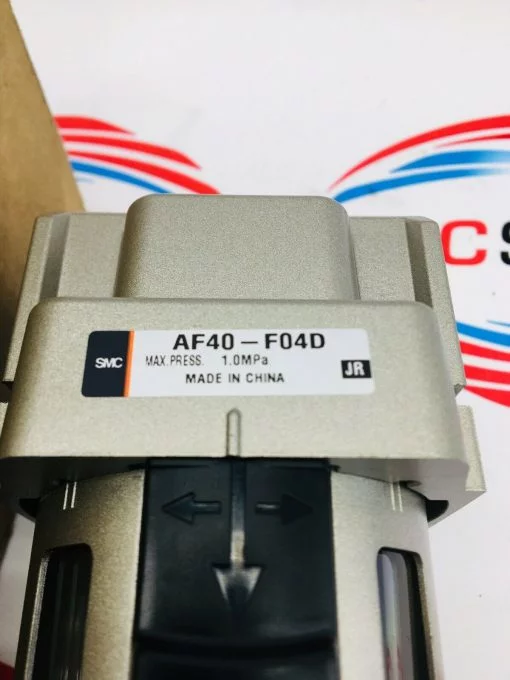 C S
AF40-F04D
SMC
MAX.PRESS. 1.0MPa
MADE IN CHINA
JR